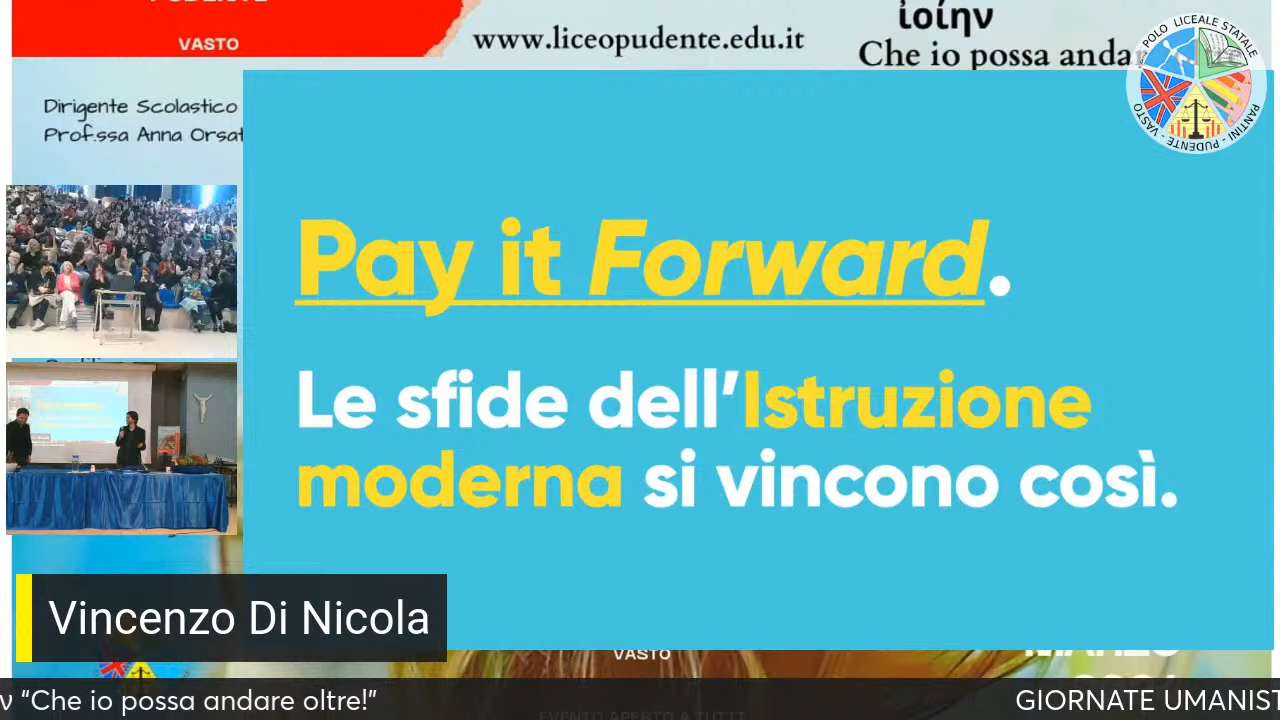 VASTO
www.liceopudente.edu.it
ἰοίην
Che io possa anda
POLO LICEALE STATALE
PANTINI - PUDENTE - VASTO
Dirigente Scolastico
Prof.ssa Anna Orsat
Pay it Forward.
Le sfide dell’Istruzione
moderna si vincono così.
Vincenzo Di Nicola
VASTO
ν “Che io possa andare oltre!”
GIORNATE UMANIST